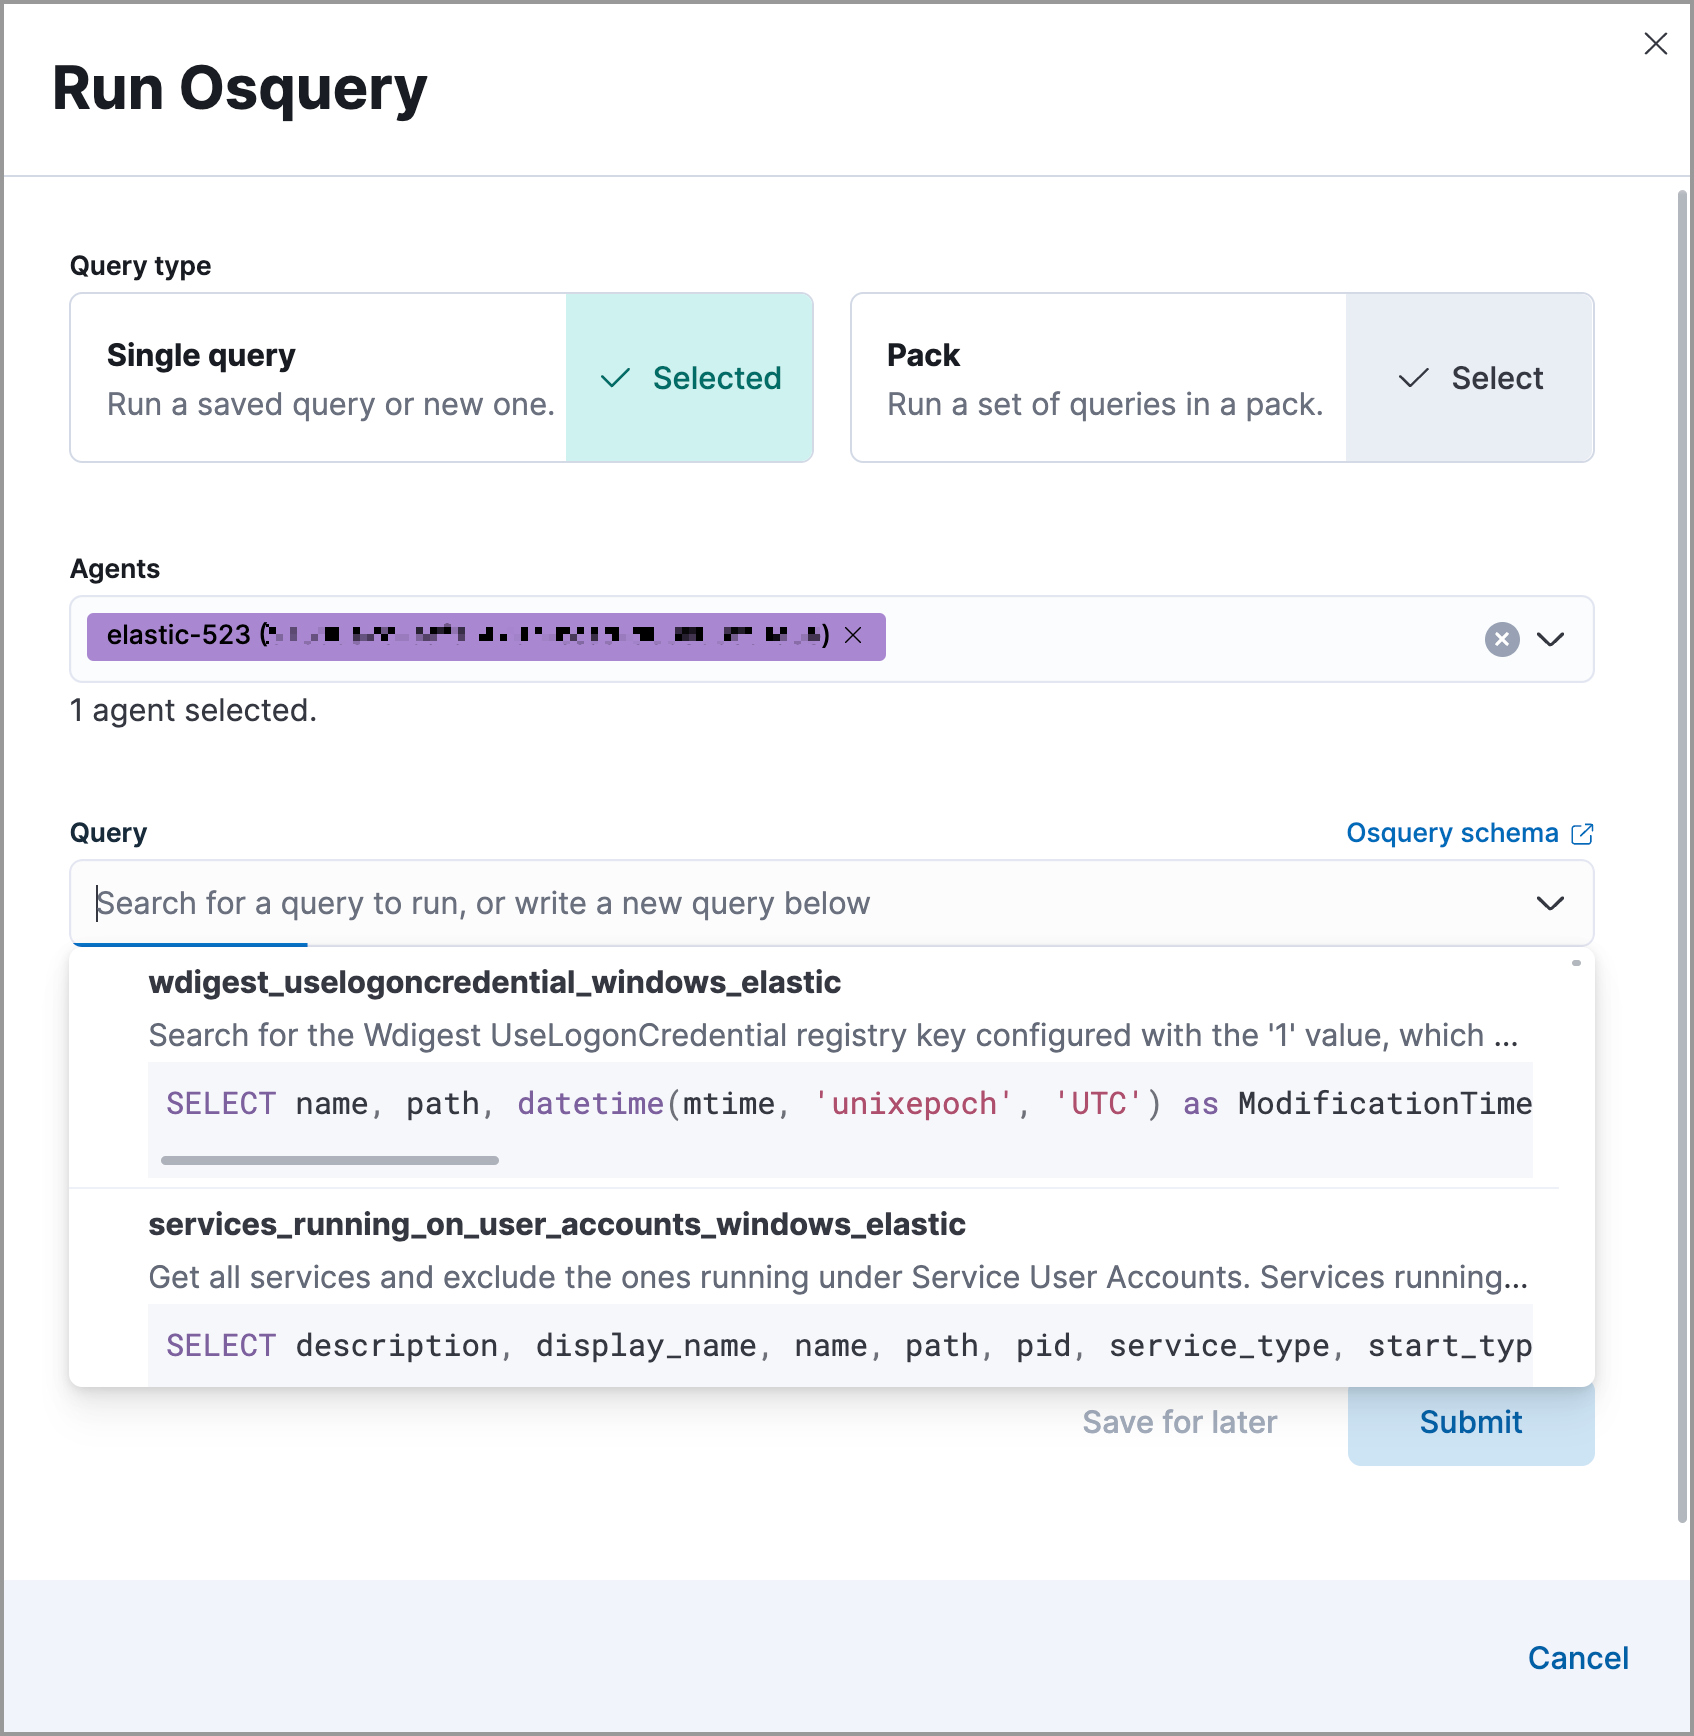 Run Osquery
Query type
Single query
Run a saved query or new one.
Selected
Pack
Run a set of queries in a pack.
Select
Agents
elastic-523 ( )
1 agent selected.
Query
Osquery schema
Search for a query to run, or write a new query below
wdigest_uselogoncredential_windows_elastic
Search for the Wdigest UseLogonCredential registry key configured with the '1' value, which ...
SELECT name, path, datetime(mtime, 'unixepoch', 'UTC') as ModificationTime
services_running_on_user_accounts_windows_elastic
Get all services and exclude the ones running under Service User Accounts. Services running...
SELECT description, display_name, name, path, pid, service_type, start_typ
Save for later
Submit
Cancel